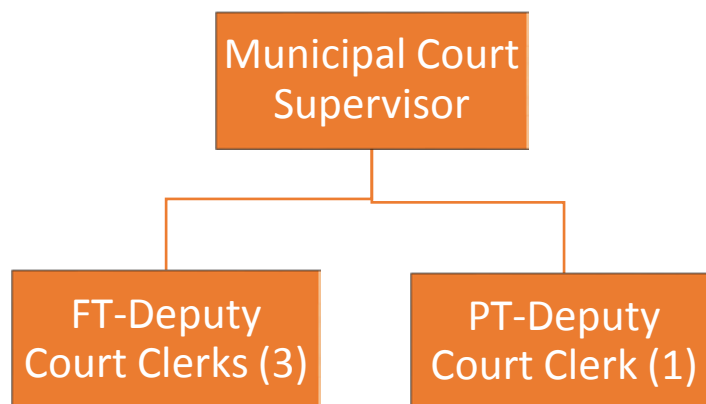 Municipal Court
Supervisor
FT-Deputy
Court Clerks (3)
PT-Deputy
Court Clerk (1)